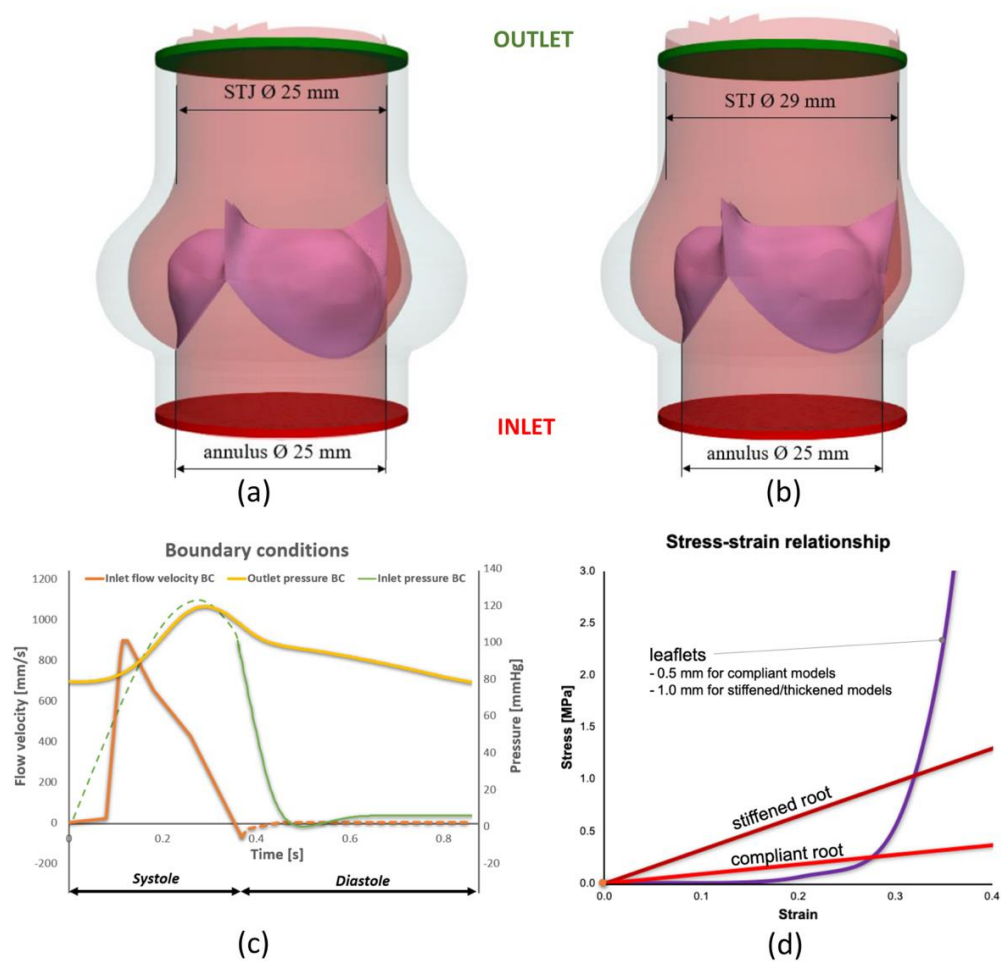 OUTLET
STJ Ø 25 mm
STJ Ø 29 mm
INLET
annulus Ø 25 mm
annulus Ø 25 mm
(a)
(b)
Boundary conditions
Inlet flow velocity BC
Outlet pressure BC
Inlet pressure BC
Flow velocity [mm/s]
1200
1000
800
600
400
200
0
-200
140
120
100
80
60
40
20
0
-20
Pressure [mmHg]
0
0.2
0.4
0.6
0.8
Time [s]
Systole
Diastole
(c)
Stress-strain relationship
Stress [MPa]
3.0
2.5
2.0
1.5
1.0
0.5
0.0
leaflets
- 0.5 mm for compliant models
- 1.0 mm for stiffened/thickened models
stiffened root
compliant root
0.0
0.1
0.2
0.3
0.4
Strain
(d)